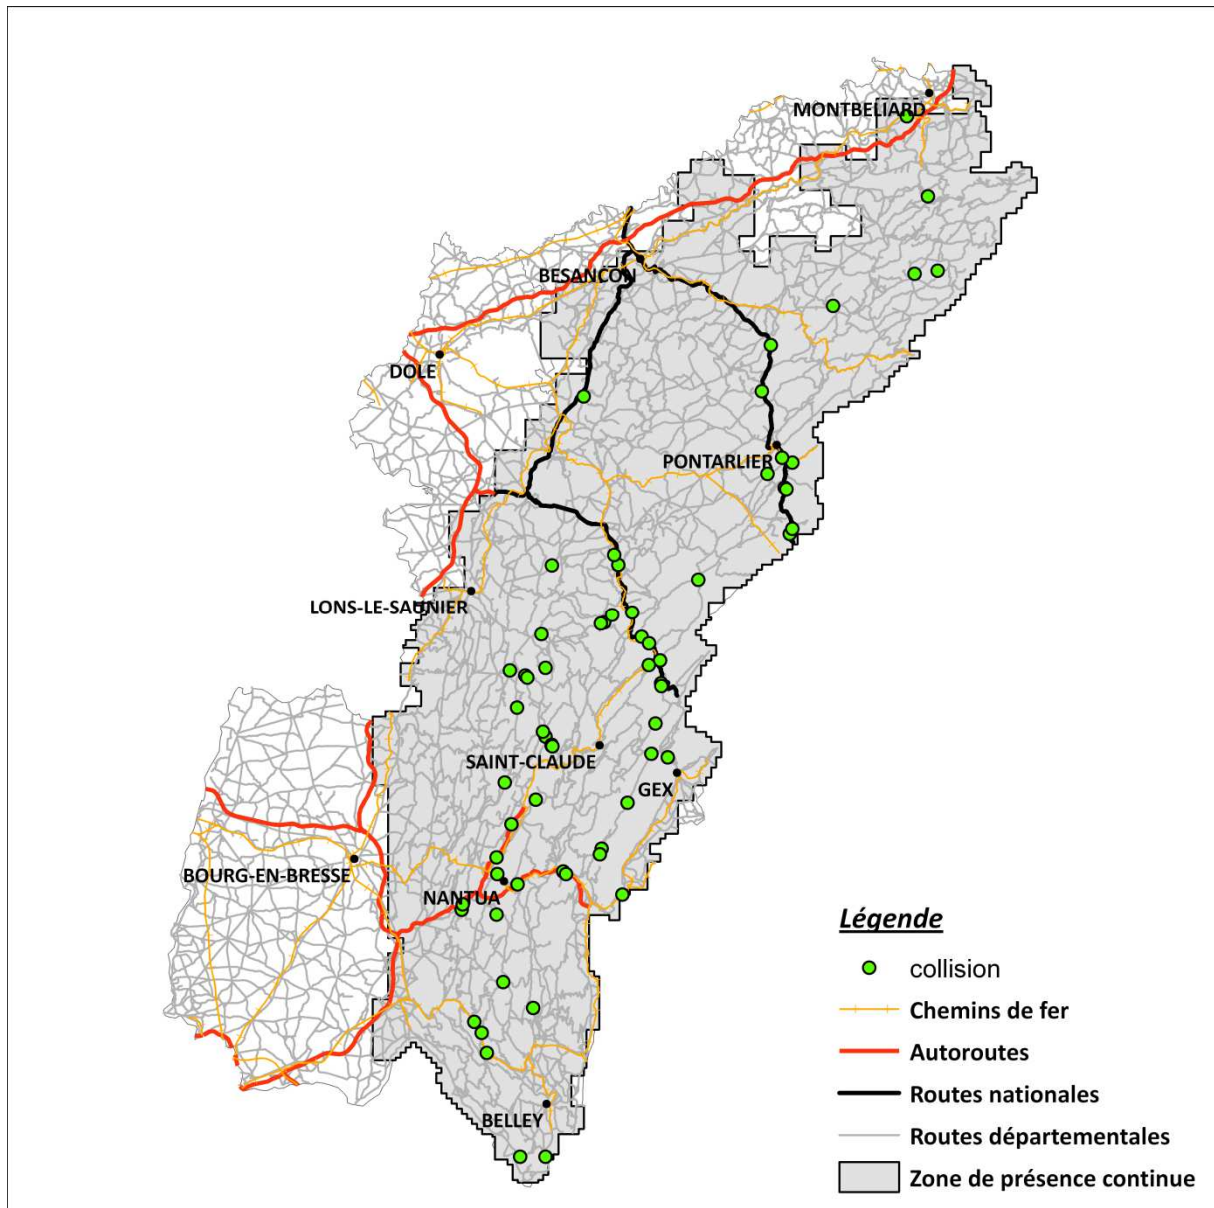 MONTBELIARD
BESANCON
DOLE
PONTARLIER
LONS-LE-SAUNIER
SAINT-CLAUDE
GEX
BOURG-EN-BRESSE
NANTUA
BELLEY
Légende
collision
Chemins de fer
Autoroutes
Routes nationales
Routes départementales
Zone de présence continue